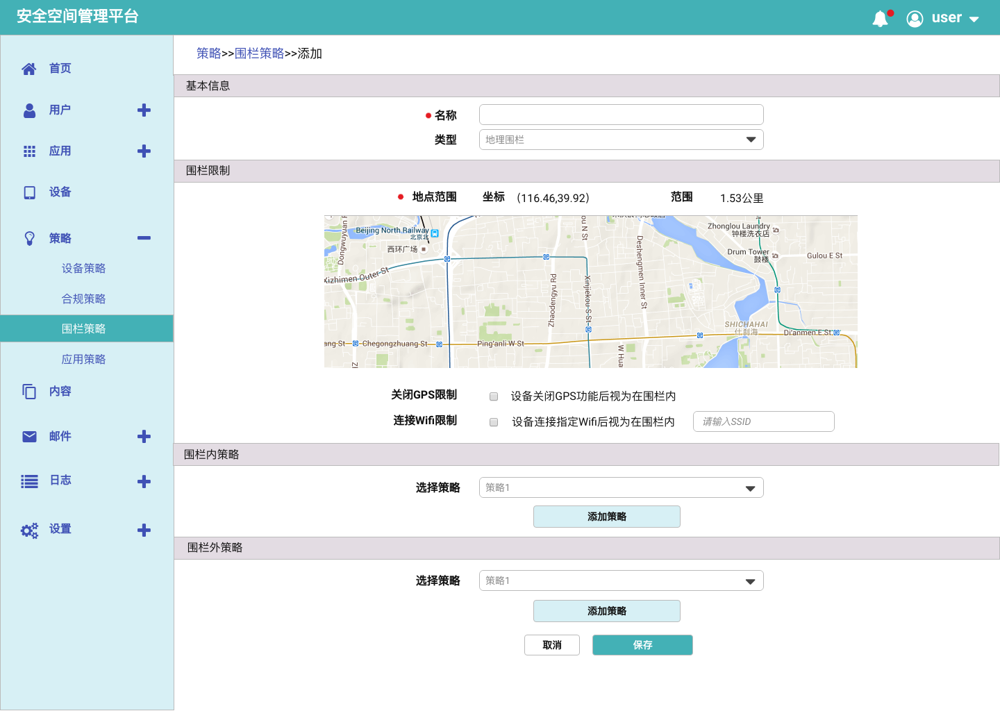 安全空间管理平台
user
首页
用户
应用
设备
策略
设备策略
合规策略
围栏策略
应用策略
内容
邮件
日志
设置
策略>>围栏策略>>添加
基本信息
名称
类型
地理围栏
围栏限制
地点范围 坐标 (116.46,39.92) 范围 1.53公里
Dongwuyuan
Beijing North Railway
北京北
西环广场
Xizhimen Outer St
ou N St
Zhaodengyu Rd
Xinjiekou S St
Deshengmen Inner St
Zhonglou Laundry
钟楼洗衣店
Drum Tower
鼓楼
Gulou E St
SHICHAHAI
什刹海
Di'anmen E St
ang St
Chegongzhuang St
Ping'anli W St
W Hua
关闭GPS限制
设备关闭GPS功能后视为在围栏内
连接Wifi限制
设备连接指定Wifi后视为在围栏内
请输入SSID
围栏内策略
选择策略
策略1
添加策略
围栏外策略
选择策略
策略1
添加策略
取消
保存